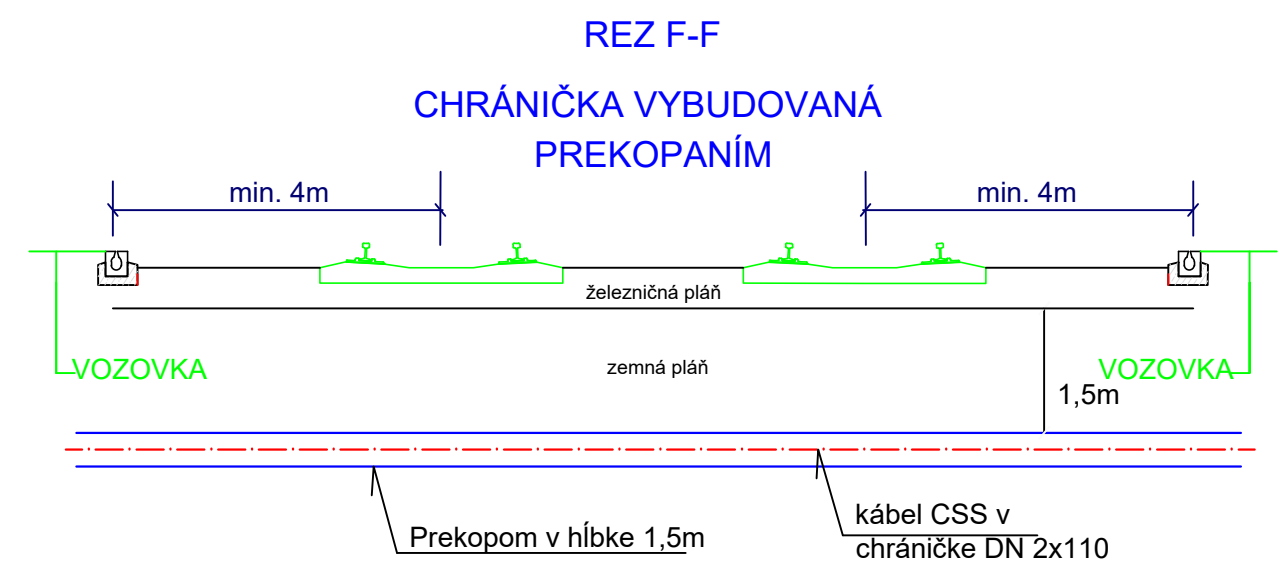 REZ F-F
CHRÁNIČKA VYBUDOVANÁ
PREKOPANÍM
min. 4m
min. 4m
železničná pláň
VOZOVKA
zemná pláň
VOZOVKA
1,5m
Prekopom v hĺbke 1,5m
kábel CSS v
chráničke DN 2x110